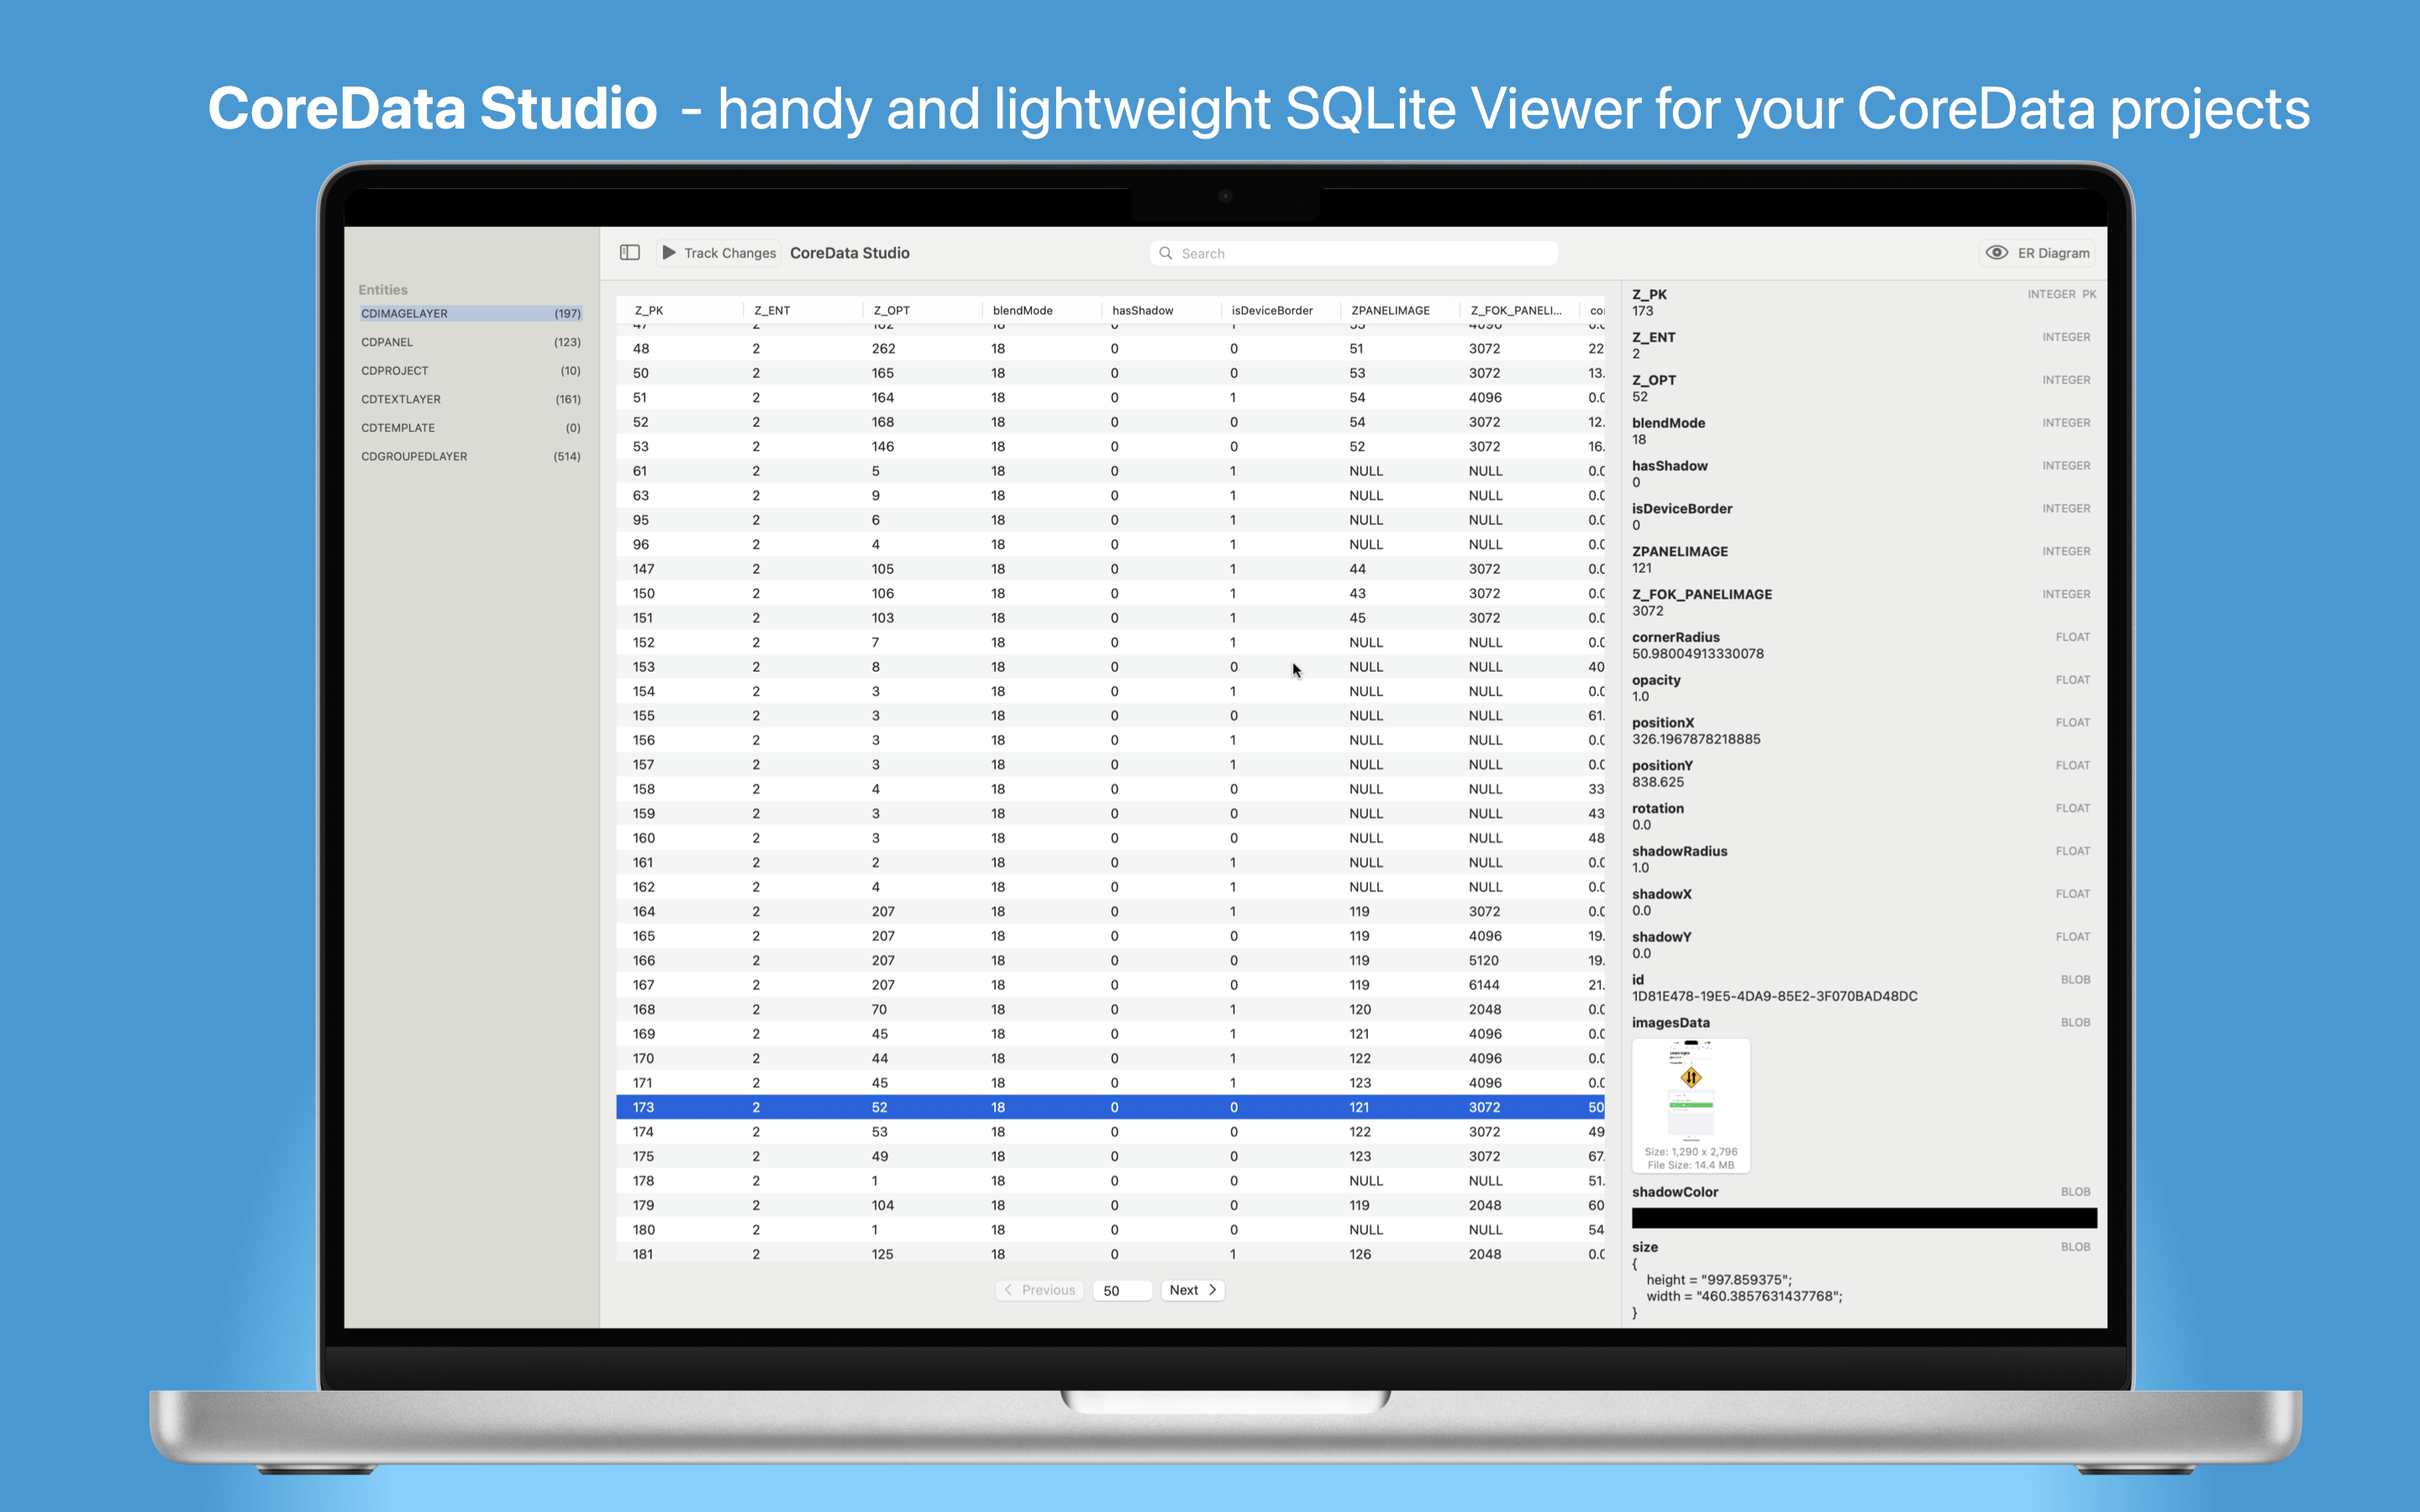 CoreData Studio - handy and lightweight SQLite Viewer for your CoreData projects
Track Changes CoreData Studio Search ER Diagram
Entities
CDIMAGELAYER (197)
CDPANEL (123)
CDPROJECT (10)
CDTEXTLAYER (161)
CDTEMPLATE (0)
CDGROUPEDLAYER (514)
Z_PK Z_ENT Z_OPT blendMode hasShadow isDeviceBorder ZPANELIMAGE Z_FOK_PANELI...
48 2 262 18 0 0 51 3072 22
50 2 165 18 0 0 53 3072 13.
51 2 164 18 0 1 54 4096 0.0
52 2 168 18 0 0 54 3072 12.
53 2 146 18 0 0 52 3072 16.
61 2 5 18 0 1 NULL NULL 0.0
63 2 9 18 0 1 NULL NULL 0.0
95 2 6 18 0 1 NULL NULL 0.0
96 2 4 18 0 1 NULL NULL 0.0
147 2 105 18 0 1 44 3072 0.0
150 2 106 18 0 1 43 3072 0.0
151 2 103 18 0 1 45 3072 0.0
152 2 7 18 0 1 NULL NULL 0.0
153 2 8 18 0 0 NULL NULL 40
154 2 3 18 0 1 NULL NULL 0.0
155 2 3 18 0 0 NULL NULL 61.
156 2 3 18 0 1 NULL NULL 0.0
157 2 3 18 0 1 NULL NULL 0.0
158 2 4 18 0 0 NULL NULL 33
159 2 3 18 0 0 NULL NULL 43
160 2 3 18 0 0 NULL NULL 48
161 2 2 18 0 1 NULL NULL 0.0
162 2 4 18 0 1 NULL NULL 0.0
164 2 207 18 0 1 119 3072 0.0
165 2 207 18 0 0 119 4096 19.
166 2 207 18 0 0 119 5120 19.
167 2 207 18 0 0 119 6144 21.
168 2 70 18 0 1 120 2048 0.0
169 2 45 18 0 1 121 4096 0.0
170 2 44 18 0 1 122 4096 0.0
171 2 45 18 0 1 123 4096 0.0
173 2 52 18 0 0 121 3072 50
174 2 53 18 0 0 122 3072 49
175 2 49 18 0 0 123 3072 67.
178 2 1 18 0 0 NULL NULL 51.
179 2 104 18 0 0 119 2048 60
180 2 1 18 0 0 NULL NULL 54
181 2 125 18 0 1 126 2048 0.0
Previous 50 Next
Z_PK INTEGER PK
173
Z_ENT INTEGER
2
Z_OPT INTEGER
52
blendMode INTEGER
18
hasShadow INTEGER
0
isDeviceBorder INTEGER
0
ZPANELIMAGE INTEGER
121
Z_FOK_PANELIMAGE INTEGER
3072
cornerRadius FLOAT
50.98004913330078
opacity FLOAT
1.0
positionX FLOAT
326.1967878218885
positionY FLOAT
838.625
rotation FLOAT
0.0
shadowRadius FLOAT
1.0
shadowX FLOAT
0.0
shadowY FLOAT
0.0
id BLOB
1D81E478-19E5-4DA9-85E2-3F070BAD48DC
imagesData BLOB
Size: 1,290 x 2,796
File Size: 14.4 MB
shadowColor BLOB
size BLOB
{
height = "997.859375";
width = "460.3857631437768";
}